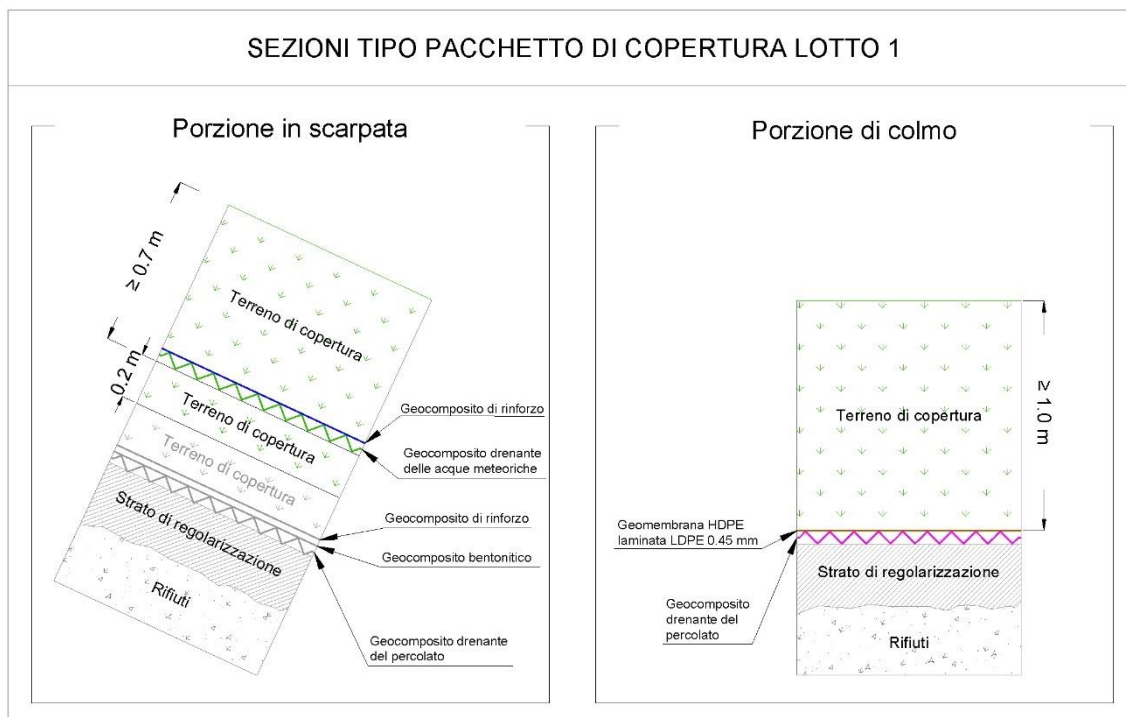 SEZIONI TIPO PACCHETTO DI COPERTURA LOTTO 1
Porzione in scarpata
≥ 0.7 m
Terreno di copertura
0.2 m
Terreno di copertura
Terreno di copertura
Strato di regolarizzazione
Rifiuti
Geocomposito di rinforzo
Geocomposito drenante
delle acque meteoriche
Geocomposito di rinforzo
Geocomposito bentonitico
Geocomposito drenante
del percolato
Porzione di colmo
Terreno di copertura
≥ 1.0 m
Geomembrana HDPE
laminata LDPE 0.45 mm
Strato di regolarizzazione
Geocomposito
drenante del
percolato
Rifiuti